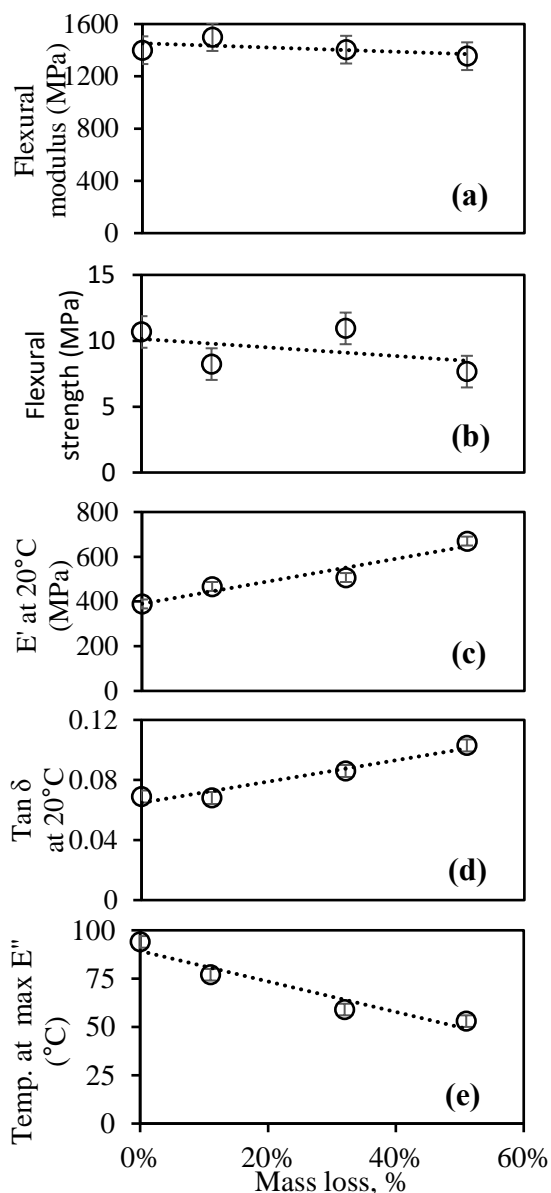 1600
1200
800
400
0
Flexural
modulus (MPa)
(a)
15
10
5
0
Flexural
strength (MPa)
(b)
800
600
400
200
0
E' at 20°C
(MPa)
(c)
0.12
0.08
0.04
0
Tan δ
at 20°C
(d)
100
75
50
25
0
Temp. at max E"
(°C)
(e)
0% 20% 40% 60%
Mass loss, %